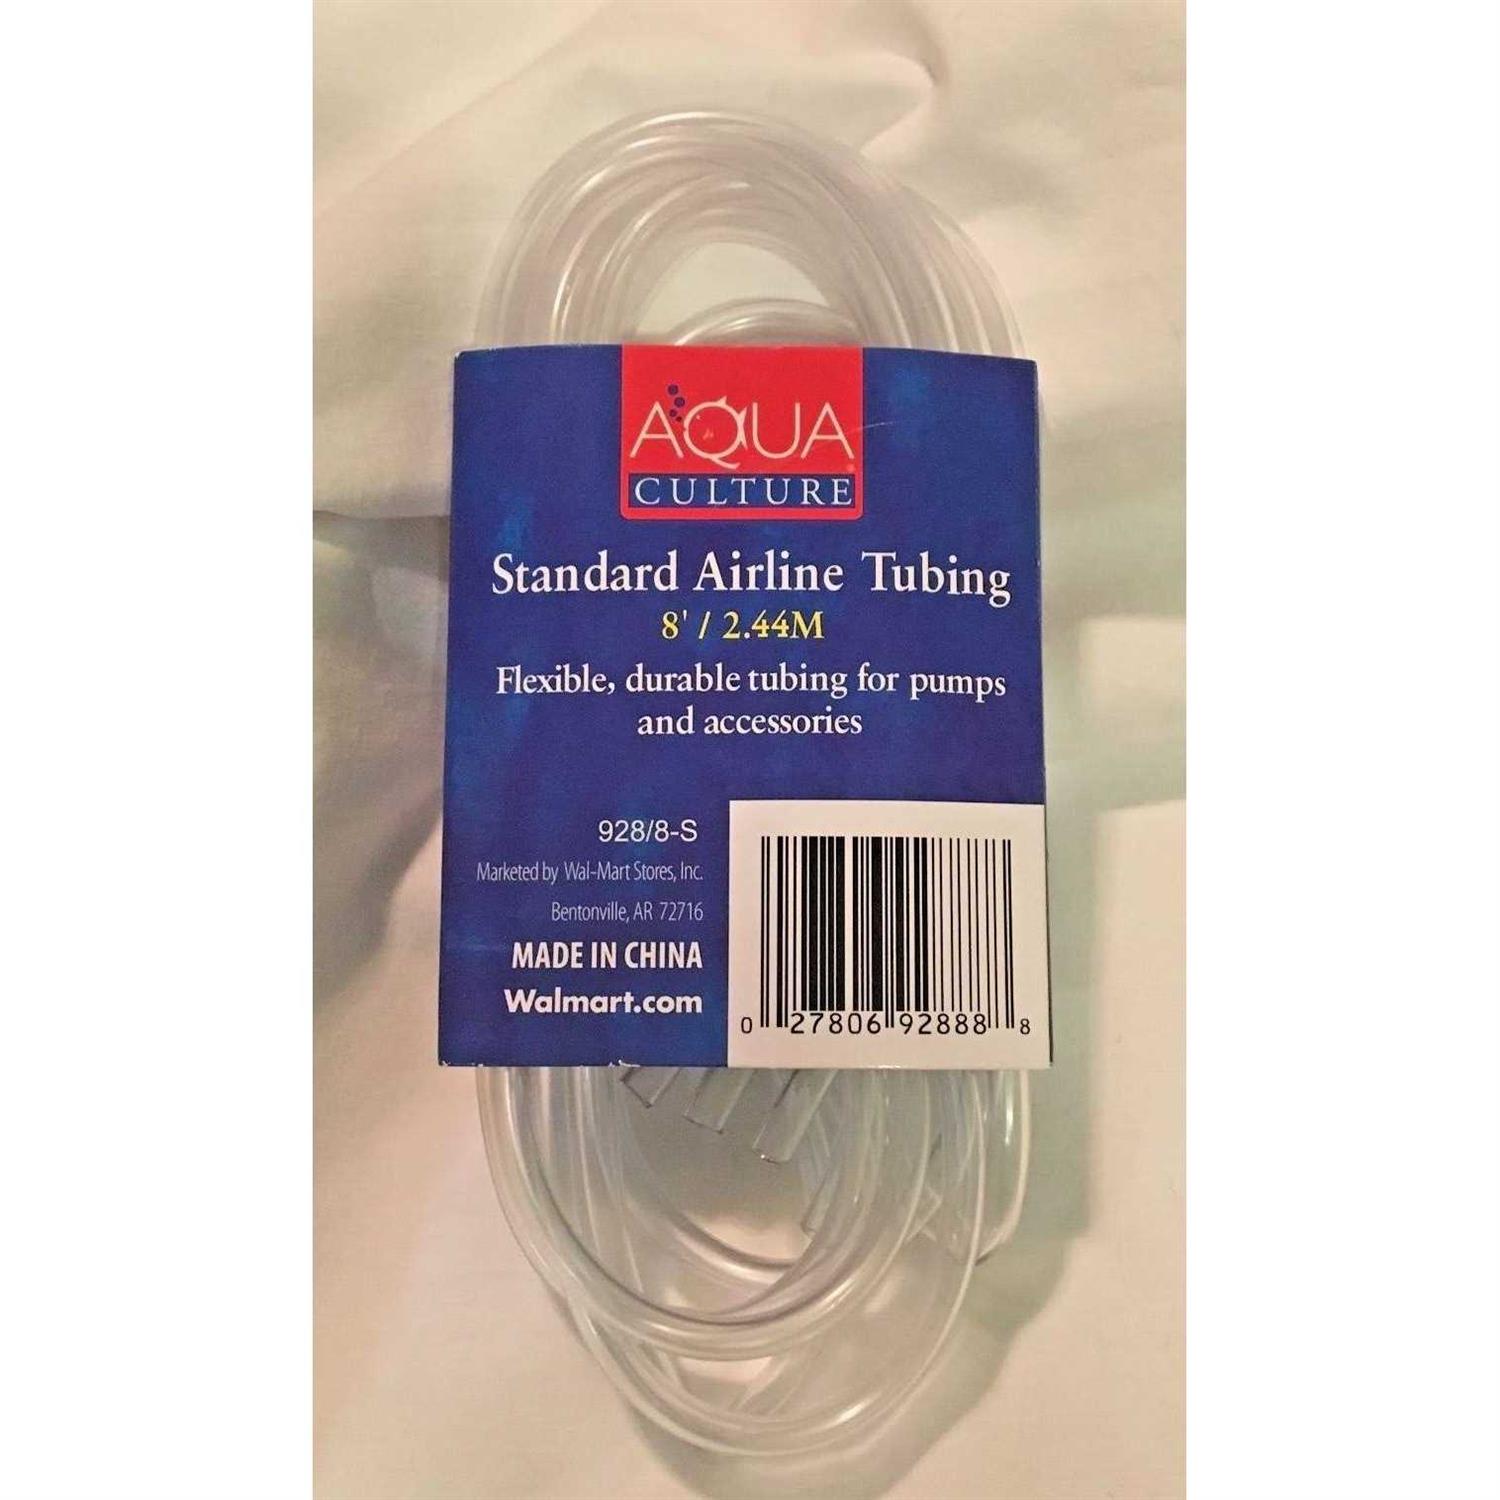 AQUA
CULTURE
Standard Airline Tubing
8' / 2.44M
Flexible, durable tubing for pumps
and accessories
928/8-S
Marketed by Wal-Mart Stores, Inc.
Bentonville, AR 72716
MADE IN CHINA
Walmart.com
0 27806 92888 8